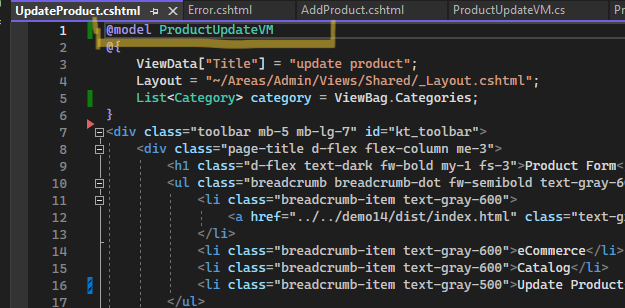 UpdateProduct.cshtml Error.cshtml AddProduct.cshtml ProductUpdateVM.cs
1 @model ProductUpdateVM
2 @{
3 ViewData["Title"] = "update product";
4 Layout = "~/Areas/Admin/Views/Shared/_Layout.cshtml";
5 List<Category> category = ViewBag.Categories;
6 }
7 <div class="toolbar mb-5 mb-lg-7" id="kt_toolbar">
8 <div class="page-title d-flex flex-column me-3">
9 <h1 class="d-flex text-dark fw-bold my-1 fs-3">Product Form<
10 <ul class="breadcrumb breadcrumb-dot fw-semibold text-gray-6
11 <li class="breadcrumb-item text-gray-600">
12 <a href="../../demo14/dist/index.html" class="text-g
13 </li>
14 <li class="breadcrumb-item text-gray-600">eCommerce</li>
15 <li class="breadcrumb-item text-gray-600">Catalog</li>
16 <li class="breadcrumb-item text-gray-500">Update Product
17 </ul>